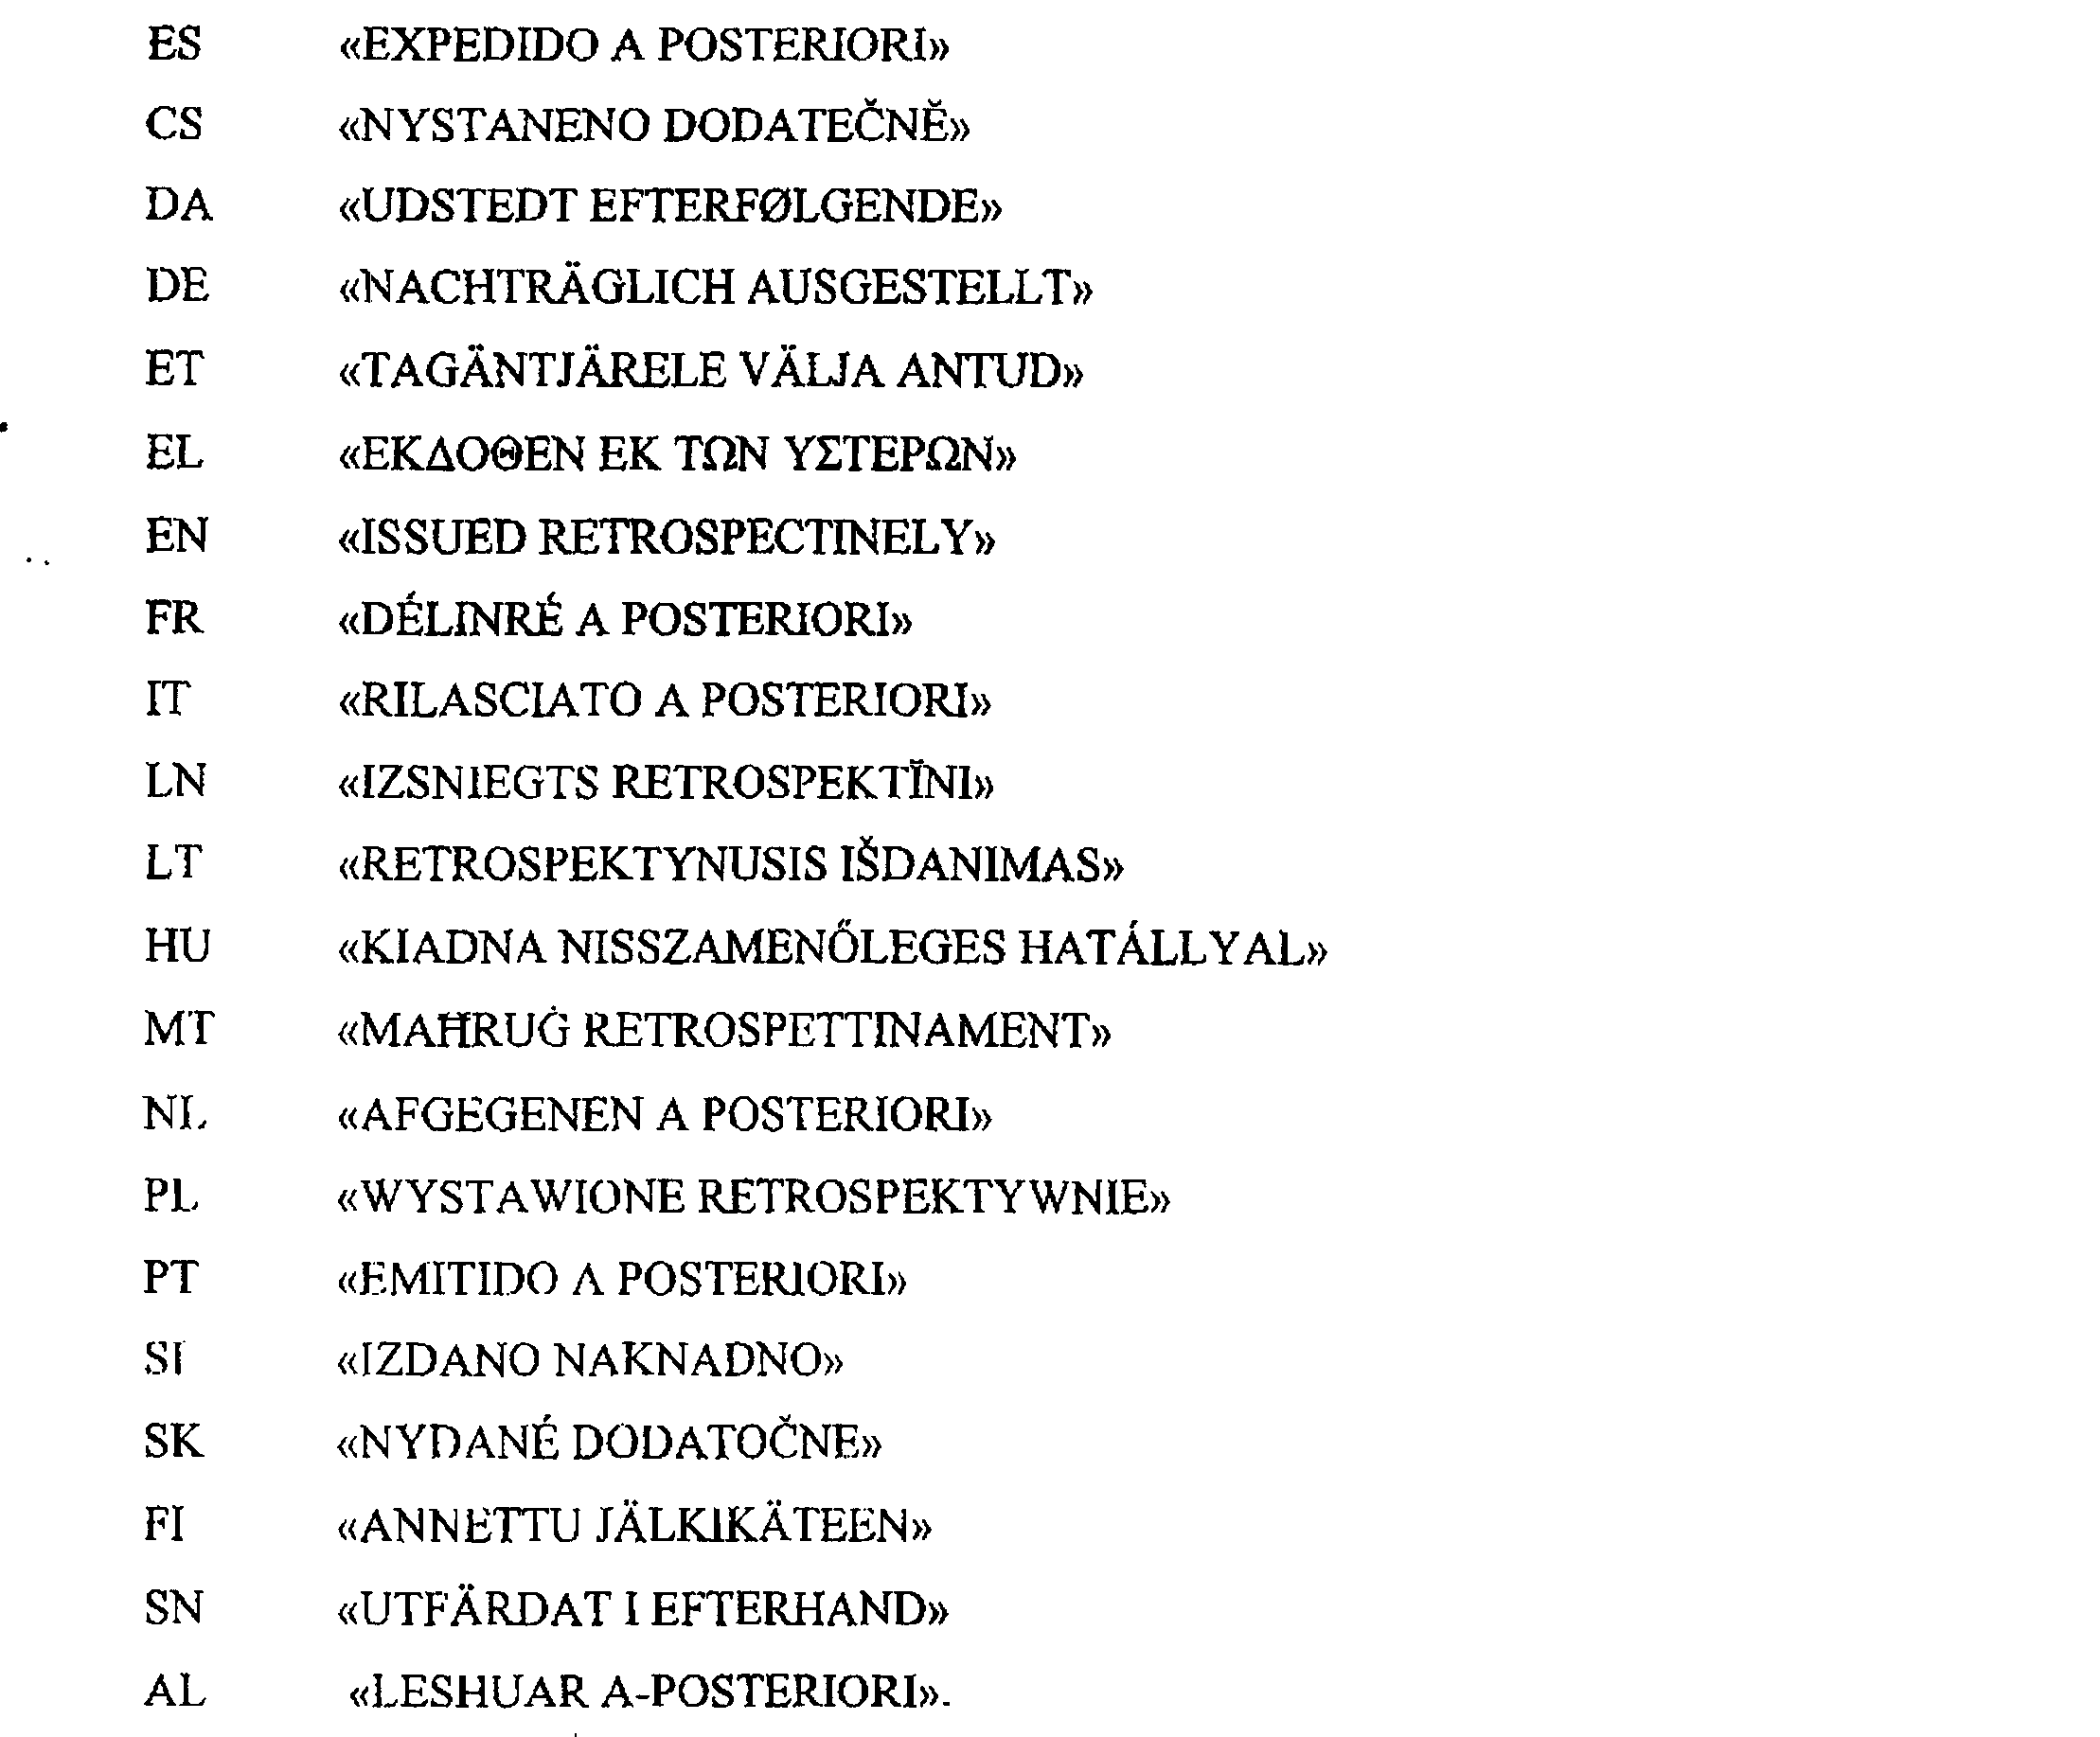 ES «EXPEDIDO A POSTERIORI»
CS «NYSTANENO DODATEČNĚ»
DA «UDSTEDT EFTERFØLGENDE»
DE «NACHTRÄGLICH AUSGESTELLT»
ET «TAGÄNTJÄRELE VÄLJA ANTUD»
EL «ΕΚΔΟΘΕΝ ΕΚ ΤΩΝ ΥΣΤΕΡΩΝ»
EN «ISSUED RETROSPECTINELY»
FR «DÉLINRÉ A POSTERIORI»
IT «RILASCIATO A POSTERIORI»
LN «IZSNIEGTS RETROSPEKTĪNI»
LT «RETROSPEKTYNUSIS IŠDANIMAS»
HU «KIADNA NISSZAMENŐLEGES HATÁLLYAL»
MT «MAĦRUĠ RETROSPETTINAMENT»
NL «AFGEGENEN A POSTERIORI»
PL «WYSTAWIONE RETROSPEKTYWNIE»
PT «EMITIDO A POSTERIORI»
SI «IZDANO NAKNADNO»
SK «NYDANÉ DODATOČNE»
FI «ANNETTU JÄLKIKÄTEEN»
SN «UTFÄRDAT I EFTERHAND»
AL «LESHUAR A-POSTERIORI».